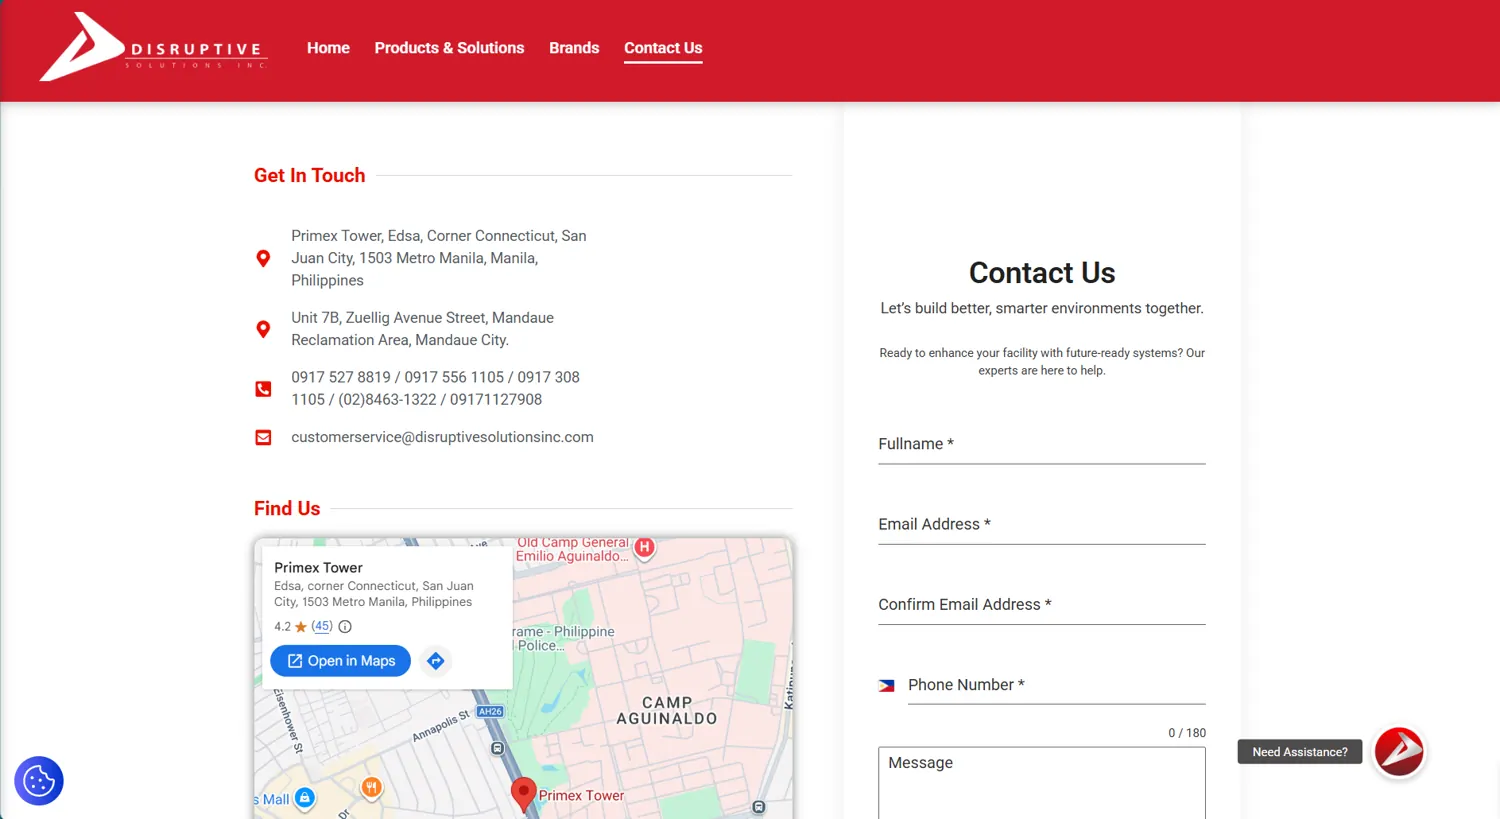 DISRUPTIVE
SOLUTIONS INC.
Home
Products & Solutions
Brands
Contact Us
Get In Touch
Primex Tower, Edsa, Corner Connecticut, San
Juan City, 1503 Metro Manila, Manila,
Philippines
Unit 7B, Zuellig Avenue Street, Mandaue
Reclamation Area, Mandaue City.
0917 527 8819 / 0917 556 1105 / 0917 308
1105 / (02)8463-1322 / 09171127908
customerservice@disruptivesolutionsinc.com
Find Us
Primex Tower
Edsa, corner Connecticut, San Juan
City, 1503 Metro Manila, Philippines
4.2 (45)
Open in Maps
Old Camp General
Emilio Aguinaldo...
H
rame - Philippine
Police...
CAMP
AGUINALDO
AH26
Annapolis St
Eisenhower St
s Mall
Dr
Primex Tower
Contact Us
Let’s build better, smarter environments together.
Ready to enhance your facility with future-ready systems? Our
experts are here to help.
Fullname *
Email Address *
Confirm Email Address *
Phone Number *
0 / 180
Message
Need Assistance?